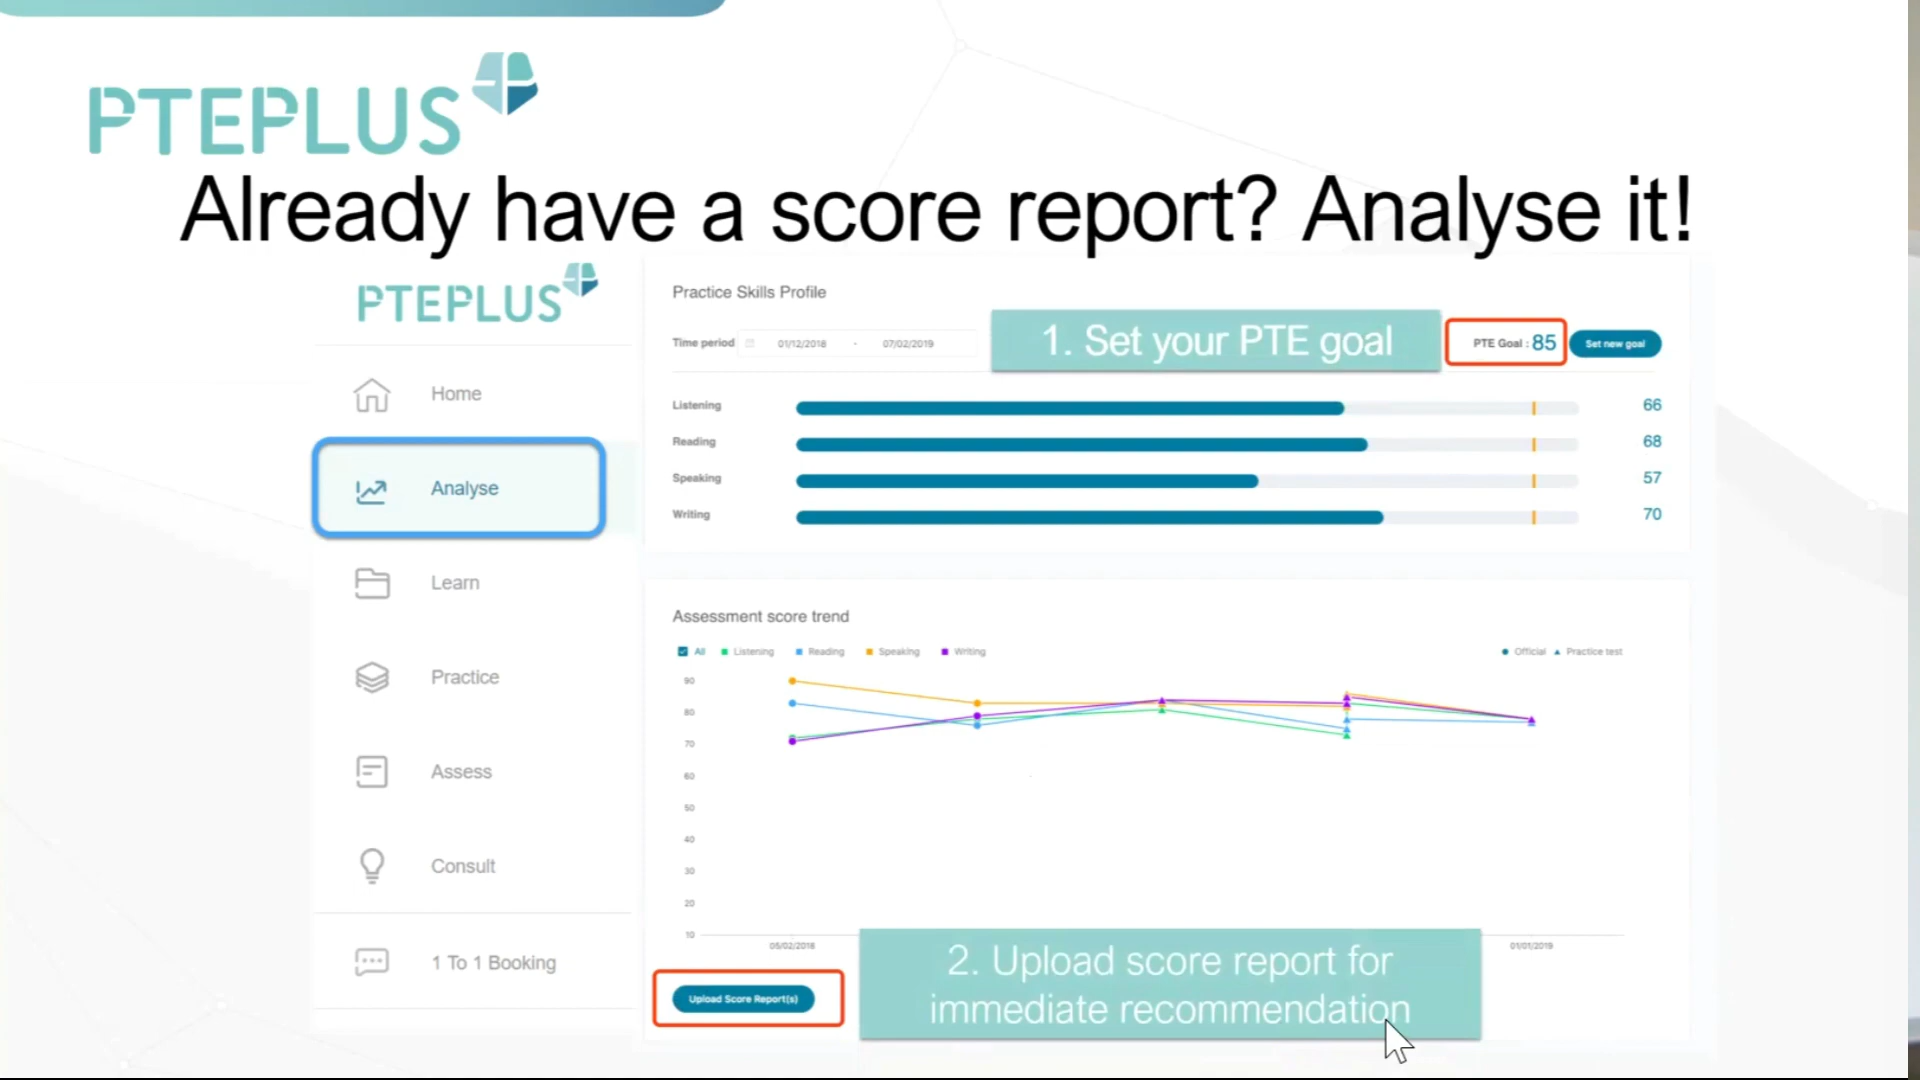 PTEPLUS
Already have a score report? Analyse it!
PTEPLUS
Home
Analyse
Learn
Practice
Assess
Consult
1 To 1 Booking
Practice Skills Profile
Time period 01/12/2018 - 07/02/2019
1. Set your PTE goal
PTE Goal : 85
Set new goal
Listening 66
Reading 68
Speaking 57
Writing 70
Assessment score trend
All Listening Reading Speaking Writing
Official Practice test
90
80
70
60
50
40
30
20
10
05/02/2018
01/01/2019
2. Upload score report for
immediate recommendation
Upload Score Report(s)